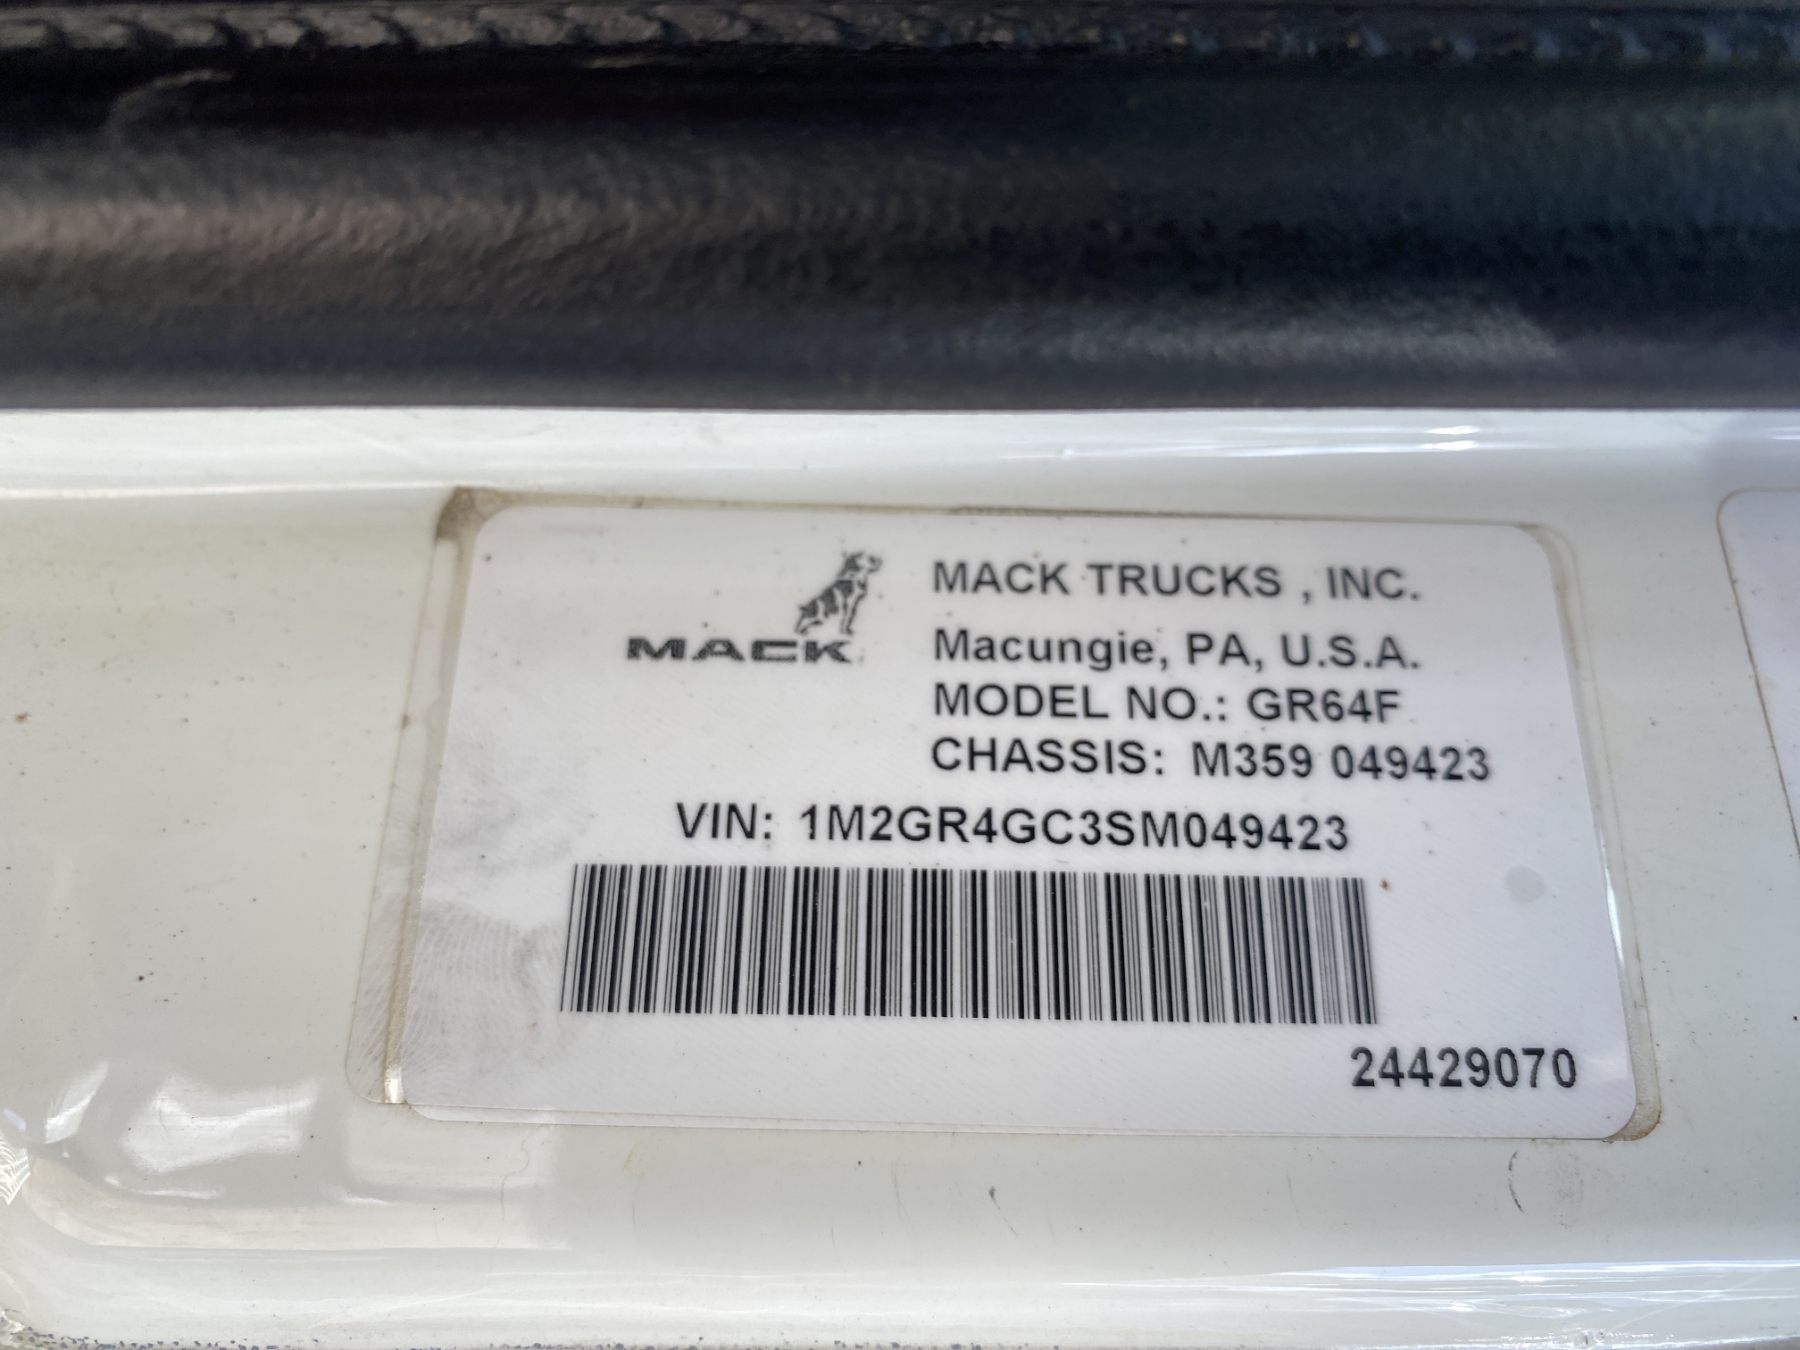 MACK
MACK TRUCKS , INC.
Macungie, PA, U.S.A.
MODEL NO.: GR64F
CHASSIS: M359 049423
VIN: 1M2GR4GC3SM049423
24429070